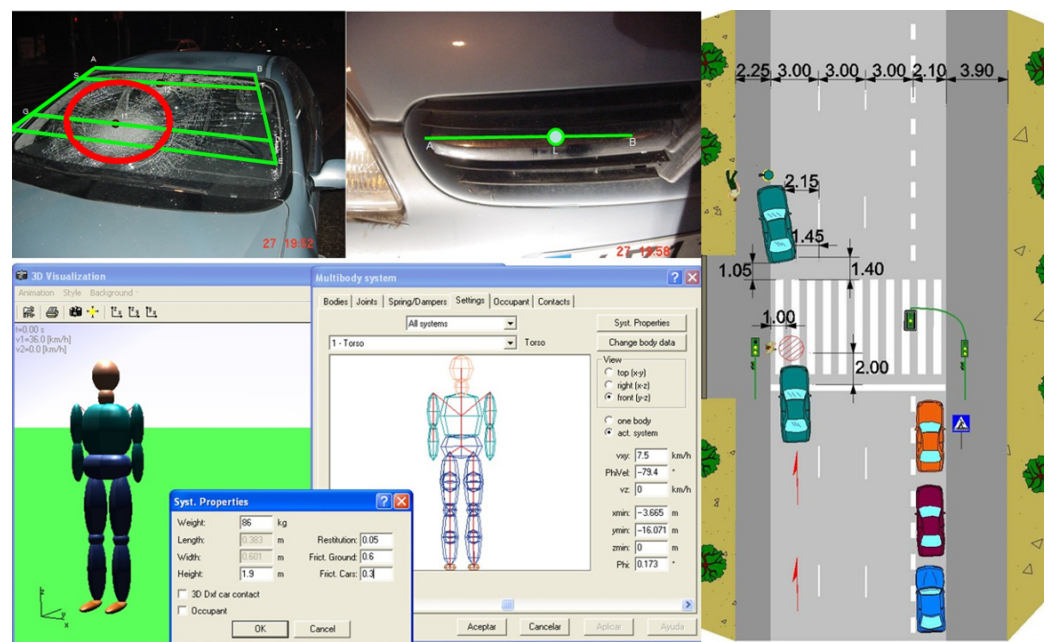 A
B
S
G
H
E
27 19:52
A
L
B
27 19:58
3D Visualization
Animation Style Background
t=0.00 s
v1=36.0 [km/h]
v2=0.0 [km/h]
z
y
x
Multibody system
Bodies Joints Spring/Dampers Settings Occupant Contacts
All systems
Syst. Properties
1 - Torso
Torso
Change body data
View
top (x-y)
right (x-z)
front (y-z)
one body
act. system
vxy: 7.5 km/h
PhiVel: -79.4 °
vz: 0 km/h
xmin: -3.665 m
ymin: -16.071 m
zmin: 0 m
Phi: 0.173 °
Aceptar Cancelar Aplicar Ayuda
Syst. Properties
Weight: 86 kg
Length: 0.383 m
Restitution: 0.05
Width: 0.601 m
Frict. Ground: 0.6
Height: 1.9 m
Frict. Cars: 0.3
3D Dxf car contact
Occupant
OK Cancel
2.25 3.00 3.00 3.00 2.10 3.90
2.15
1.45
1.05
1.40
1.00
2.00